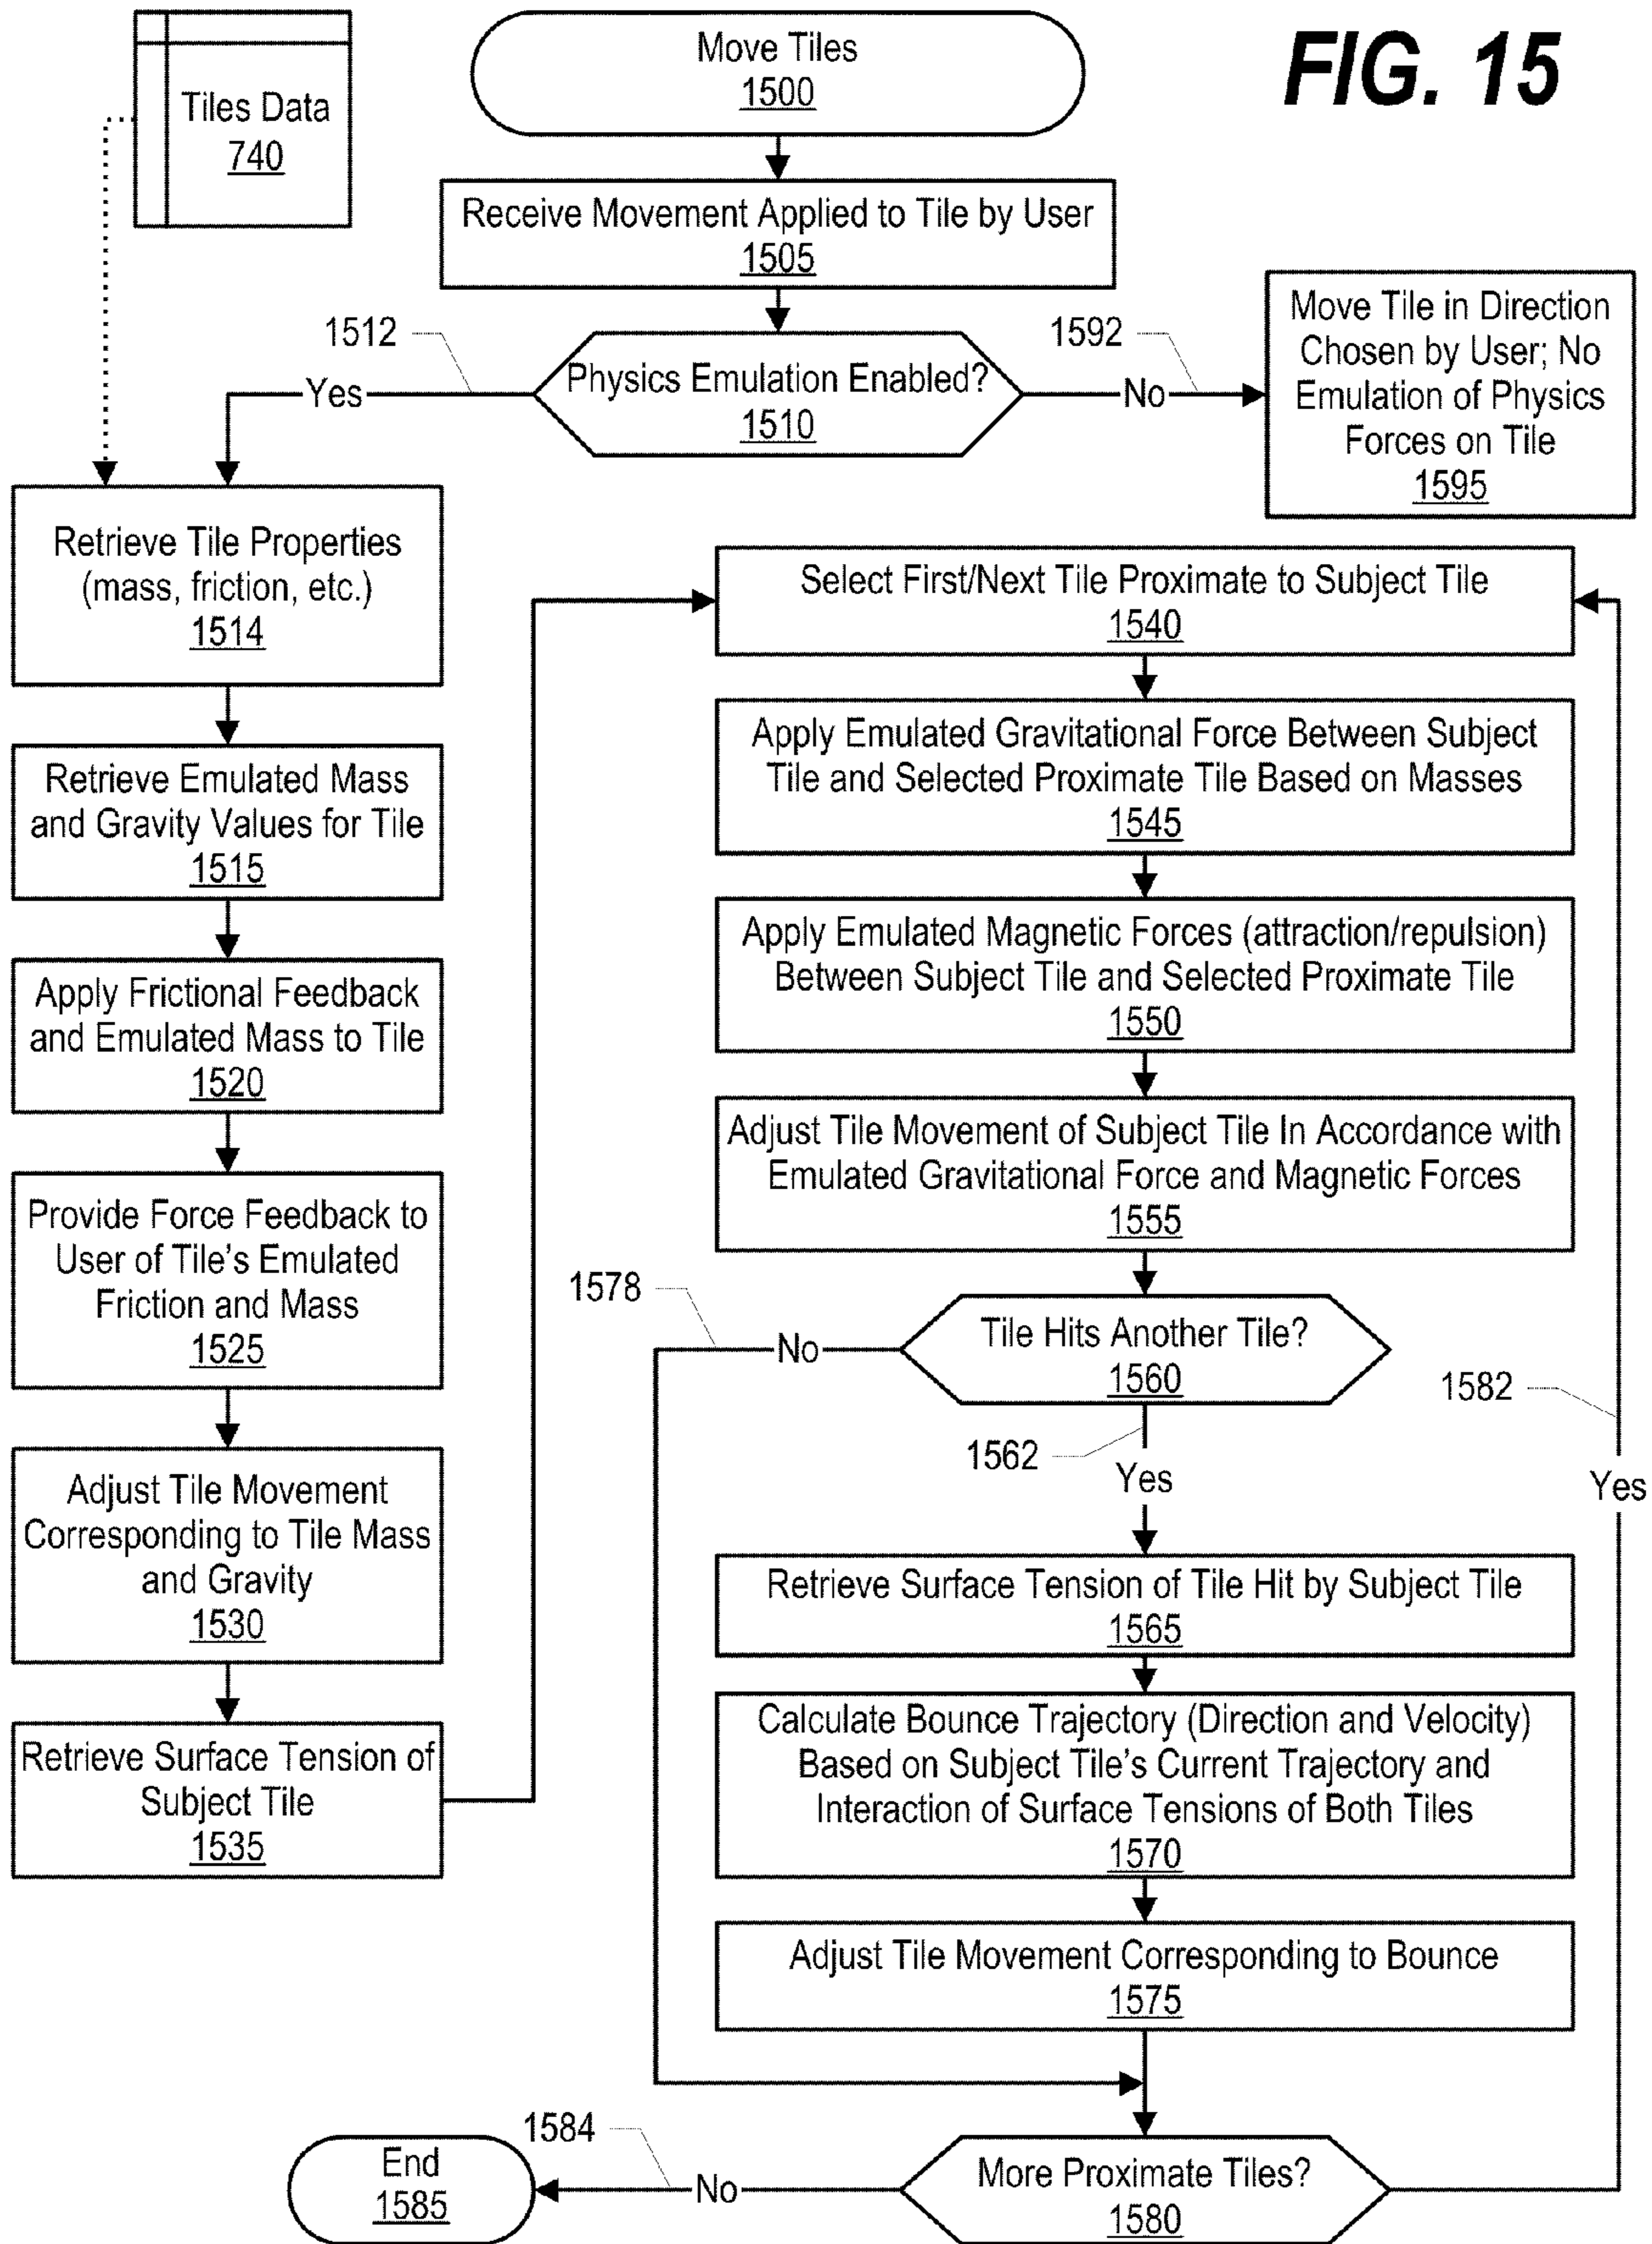 FIG. 15
Tiles Data
740
Move Tiles
1500
Receive Movement Applied to Tile by User
1505
1512
Yes
Physics Emulation Enabled?
1510
1592
No
Move Tile in Direction
Chosen by User; No
Emulation of Physics
Forces on Tile
1595
Retrieve Tile Properties
(mass, friction, etc.)
1514
Retrieve Emulated Mass
and Gravity Values for Tile
1515
Apply Frictional Feedback
and Emulated Mass to Tile
1520
Provide Force Feedback to
User of Tile's Emulated
Friction and Mass
1525
Adjust Tile Movement
Corresponding to Tile Mass
and Gravity
1530
Retrieve Surface Tension of
Subject Tile
1535
Select First/Next Tile Proximate to Subject Tile
1540
Apply Emulated Gravitational Force Between Subject
Tile and Selected Proximate Tile Based on Masses
1545
Apply Emulated Magnetic Forces (attraction/repulsion)
Between Subject Tile and Selected Proximate Tile
1550
Adjust Tile Movement of Subject Tile In Accordance with
Emulated Gravitational Force and Magnetic Forces
1555
1578
No
Tile Hits Another Tile?
1560
1562
Yes
1582
Yes
Retrieve Surface Tension of Tile Hit by Subject Tile
1565
Calculate Bounce Trajectory (Direction and Velocity)
Based on Subject Tile's Current Trajectory and
Interaction of Surface Tensions of Both Tiles
1570
Adjust Tile Movement Corresponding to Bounce
1575
More Proximate Tiles?
1580
1584
No
End
1585